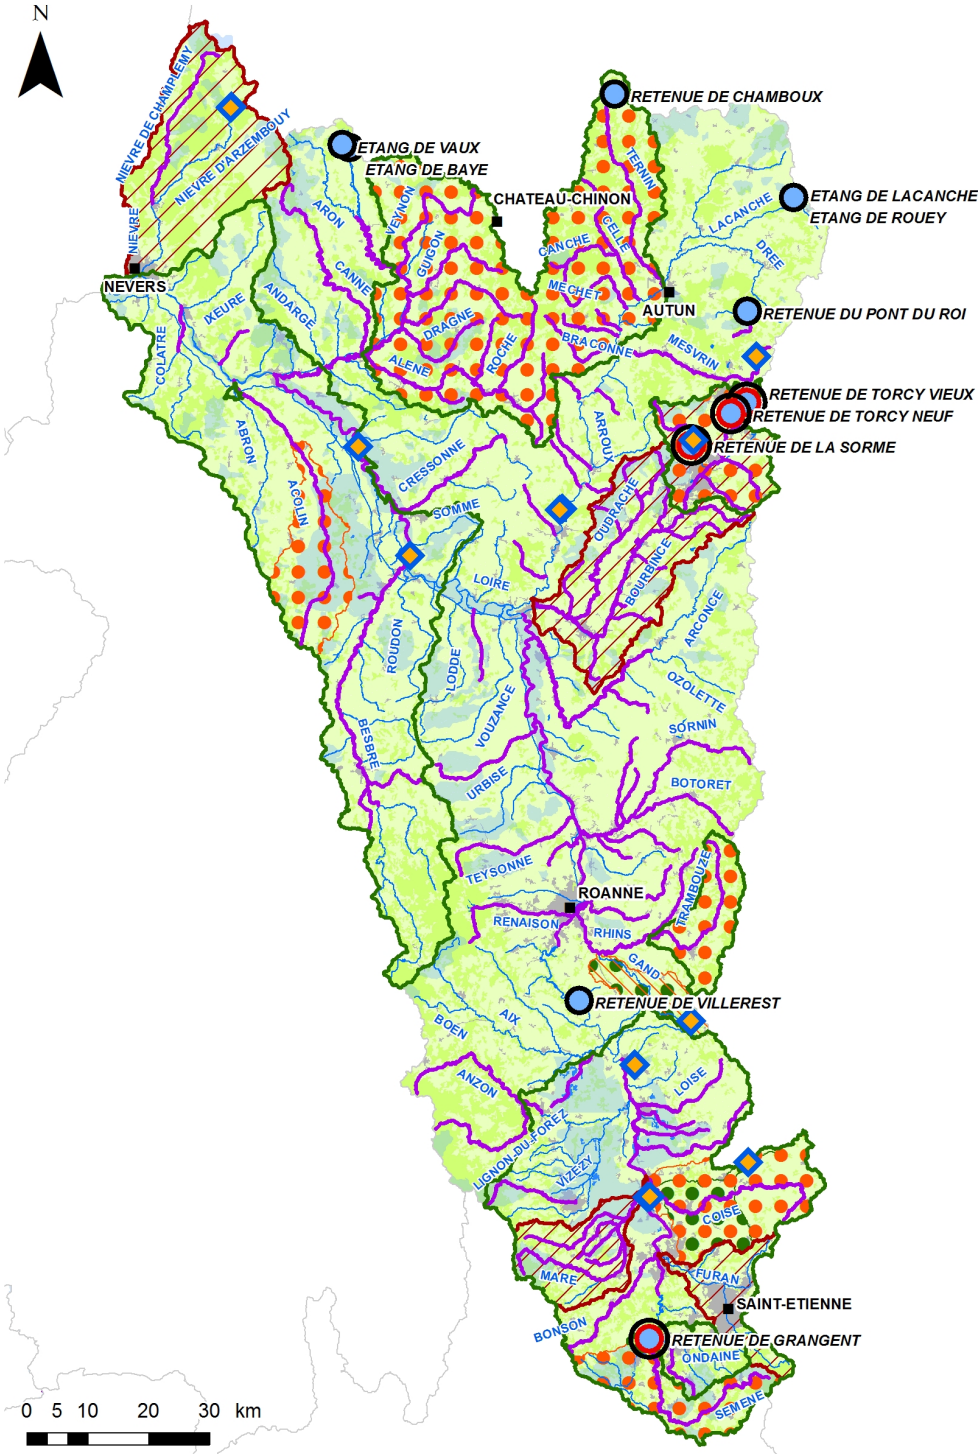 N
NIEVRE DE CHAMPLEMY
NIEVRE D'ARZEMBOUY
NIEVRE
NEVERS
RETENUE DE CHAMBOUX
ETANG DE VAUX
ETANG DE BAYE
ETANG DE LACANCHE
ETANG DE ROUEY
CHATEAU-CHINON
TERNIN
LACANCHE
DREE
ARON
VEYNON
GUIGON
CELLE
CANCHE
MECHET
CANNE
AUTUN
RETENUE DU PONT DU ROI
IXEURE
ANDARGE
COLATRE
DRAGNE
ROCHE
ALENE
BRACONNE
MESVRIN
RETENUE DE TORCY VIEUX
RETENUE DE TORCY NEUF
RETENUE DE LA SORME
ABRON
ACOLIN
CRESSONNE
SOMME
ARROUX
OUDRACHE
BOURBINCE
LOIRE
ARCONCE
ROUDON
LODDE
VOUZANCE
OZOLETTE
SORNIN
BESBRE
URBISE
BOTORET
TEYSONNE
TRAMBOUZE
ROANNE
RENAISON
RHINS
GAND
RETENUE DE VILLEREST
AIX
BOEN
ANZON
LOISE
LIGNON-DU-FOREZ
VIZEZY
COISE
MARE
FURAN
SAINT-ETIENNE
BONSON
RETENUE DE GRANGENT
ONDAINE
SEMENE
0 5 10 20 30 km